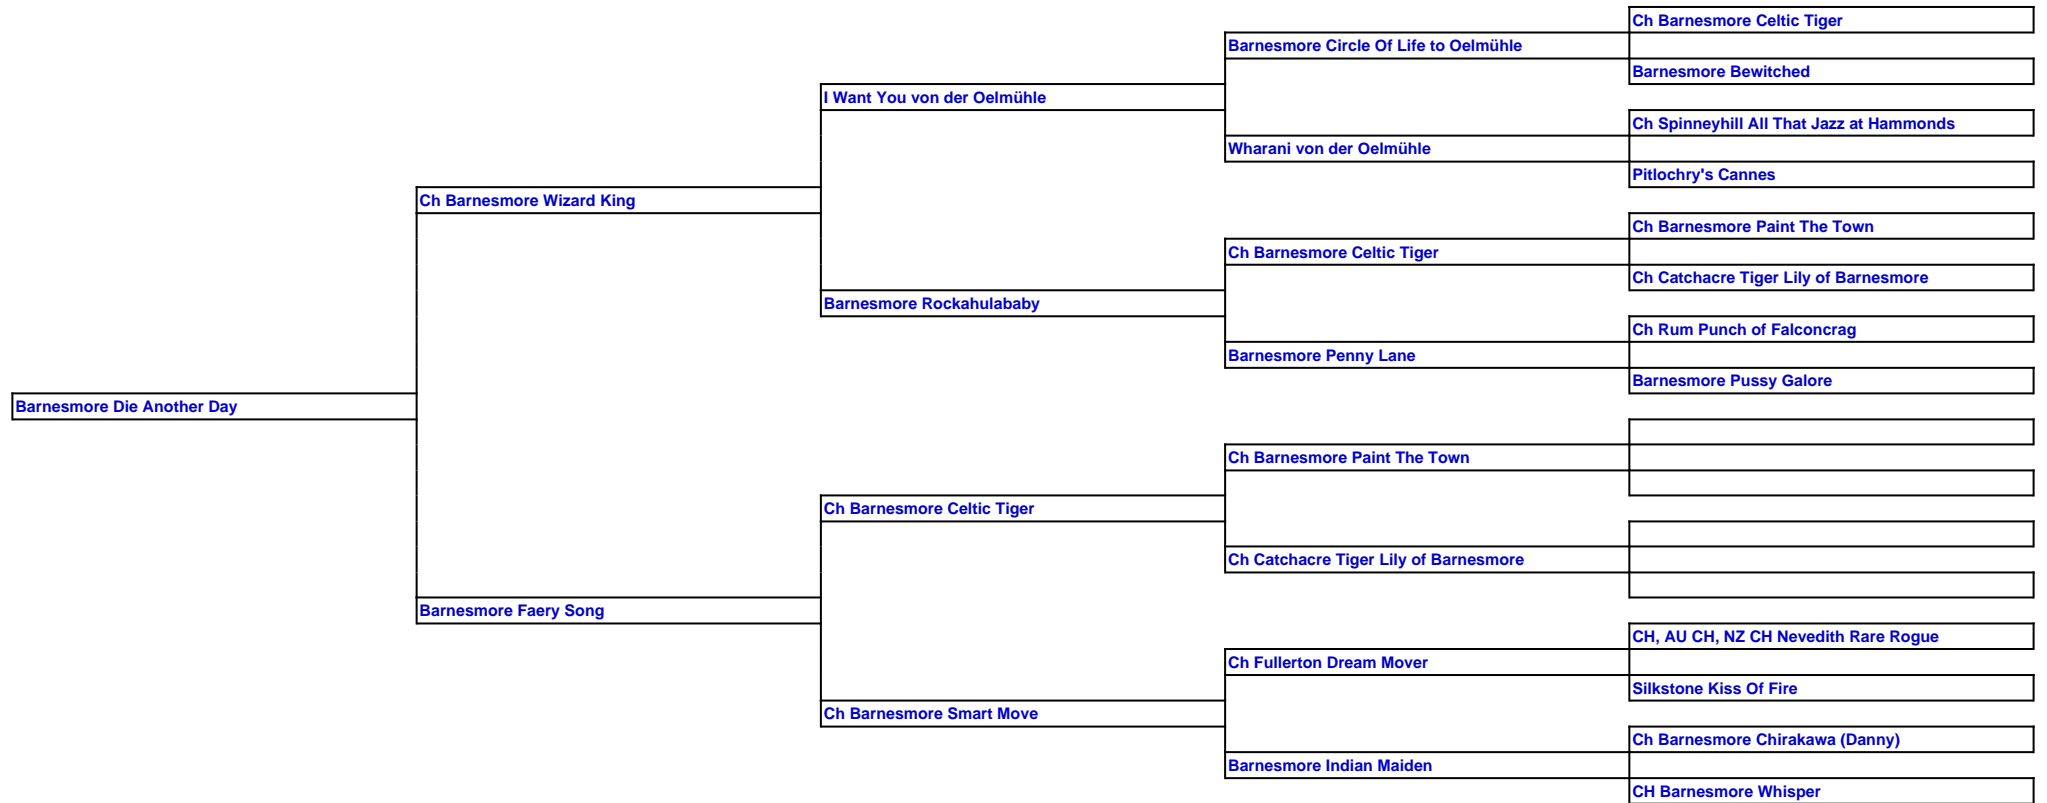 Ch Barnesmore Celtic Tiger
Barnesmore Circle Of Life to Oelmühle
Barnesmore Bewitched
I Want You von der Oelmühle
Ch Spinneyhill All That Jazz at Hammonds
Wharani von der Oelmühle
Pitlochry's Cannes
Ch Barnesmore Wizard King
Ch Barnesmore Paint The Town
Ch Barnesmore Celtic Tiger
Ch Catchacre Tiger Lily of Barnesmore
Barnesmore Rockahulababy
Ch Rum Punch of Falconcrag
Barnesmore Penny Lane
Barnesmore Pussy Galore
Barnesmore Die Another Day
Ch Barnesmore Paint The Town
Ch Barnesmore Celtic Tiger
Ch Catchacre Tiger Lily of Barnesmore
Barnesmore Faery Song
CH, AU CH, NZ CH Nevedith Rare Rogue
Ch Fullerton Dream Mover
Silkstone Kiss Of Fire
Ch Barnesmore Smart Move
Ch Barnesmore Chirakawa (Danny)
Barnesmore Indian Maiden
CH Barnesmore Whisper